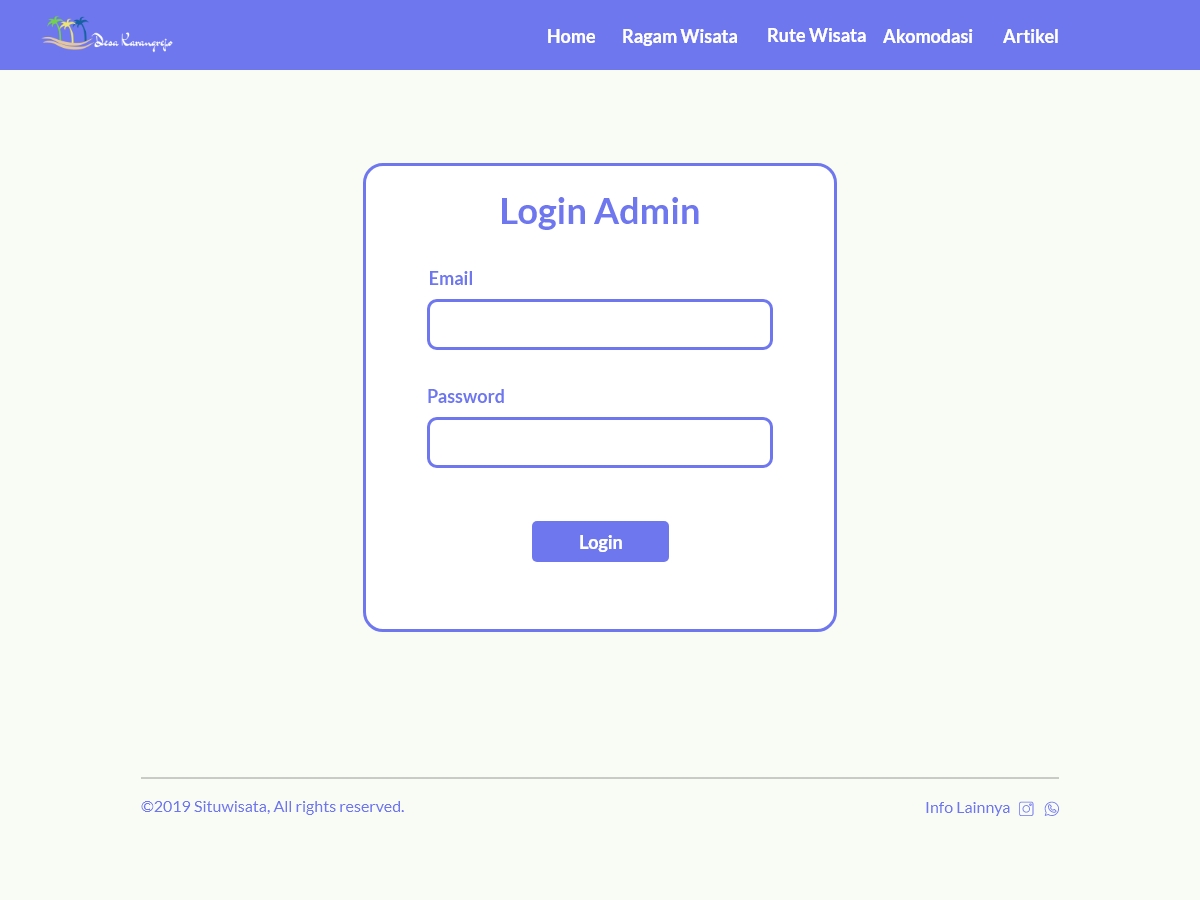 Desa Karangrejo
Home Ragam Wisata Rute Wisata Akomodasi Artikel
Login Admin
Email
Password
Login
©2019 Situwisata, All rights reserved.
Info Lainnya